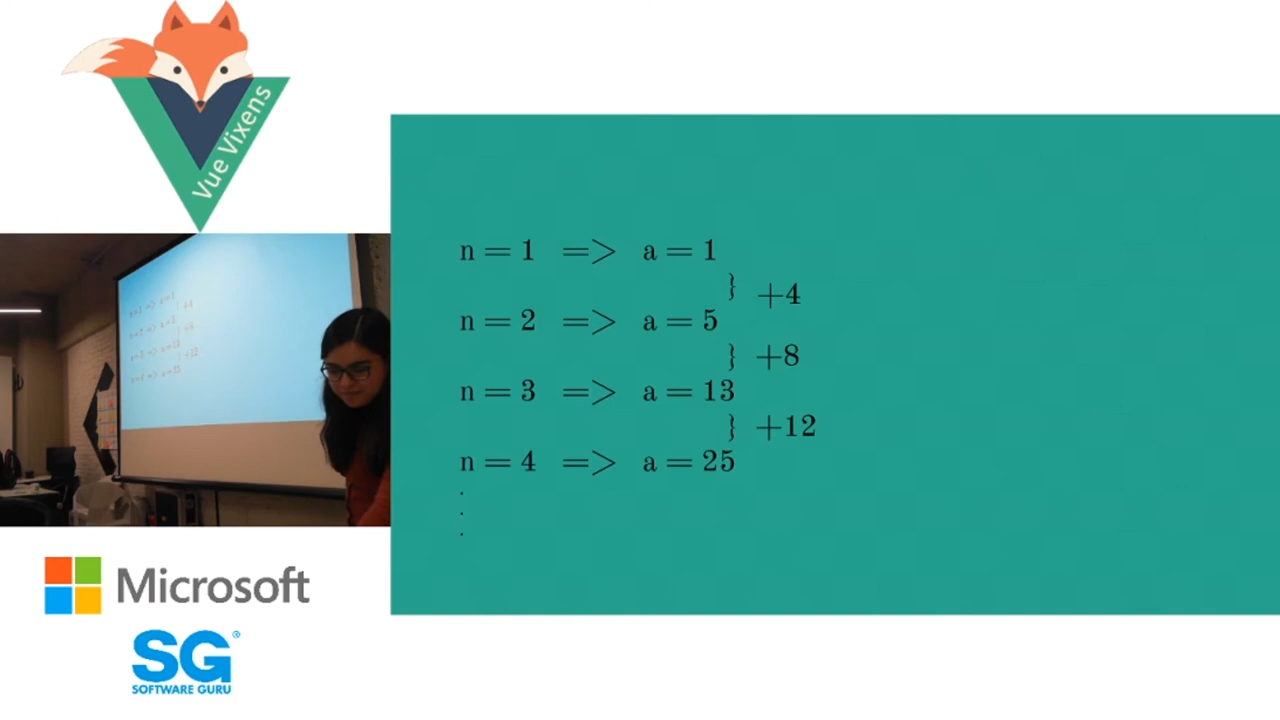 Vue Vixens
n = 1 => a = 1
} +4
n = 2 => a = 5
} +8
n = 3 => a = 13
} +12
n = 4 => a = 25
.
.
.
Microsoft
SG®
SOFTWARE GURU